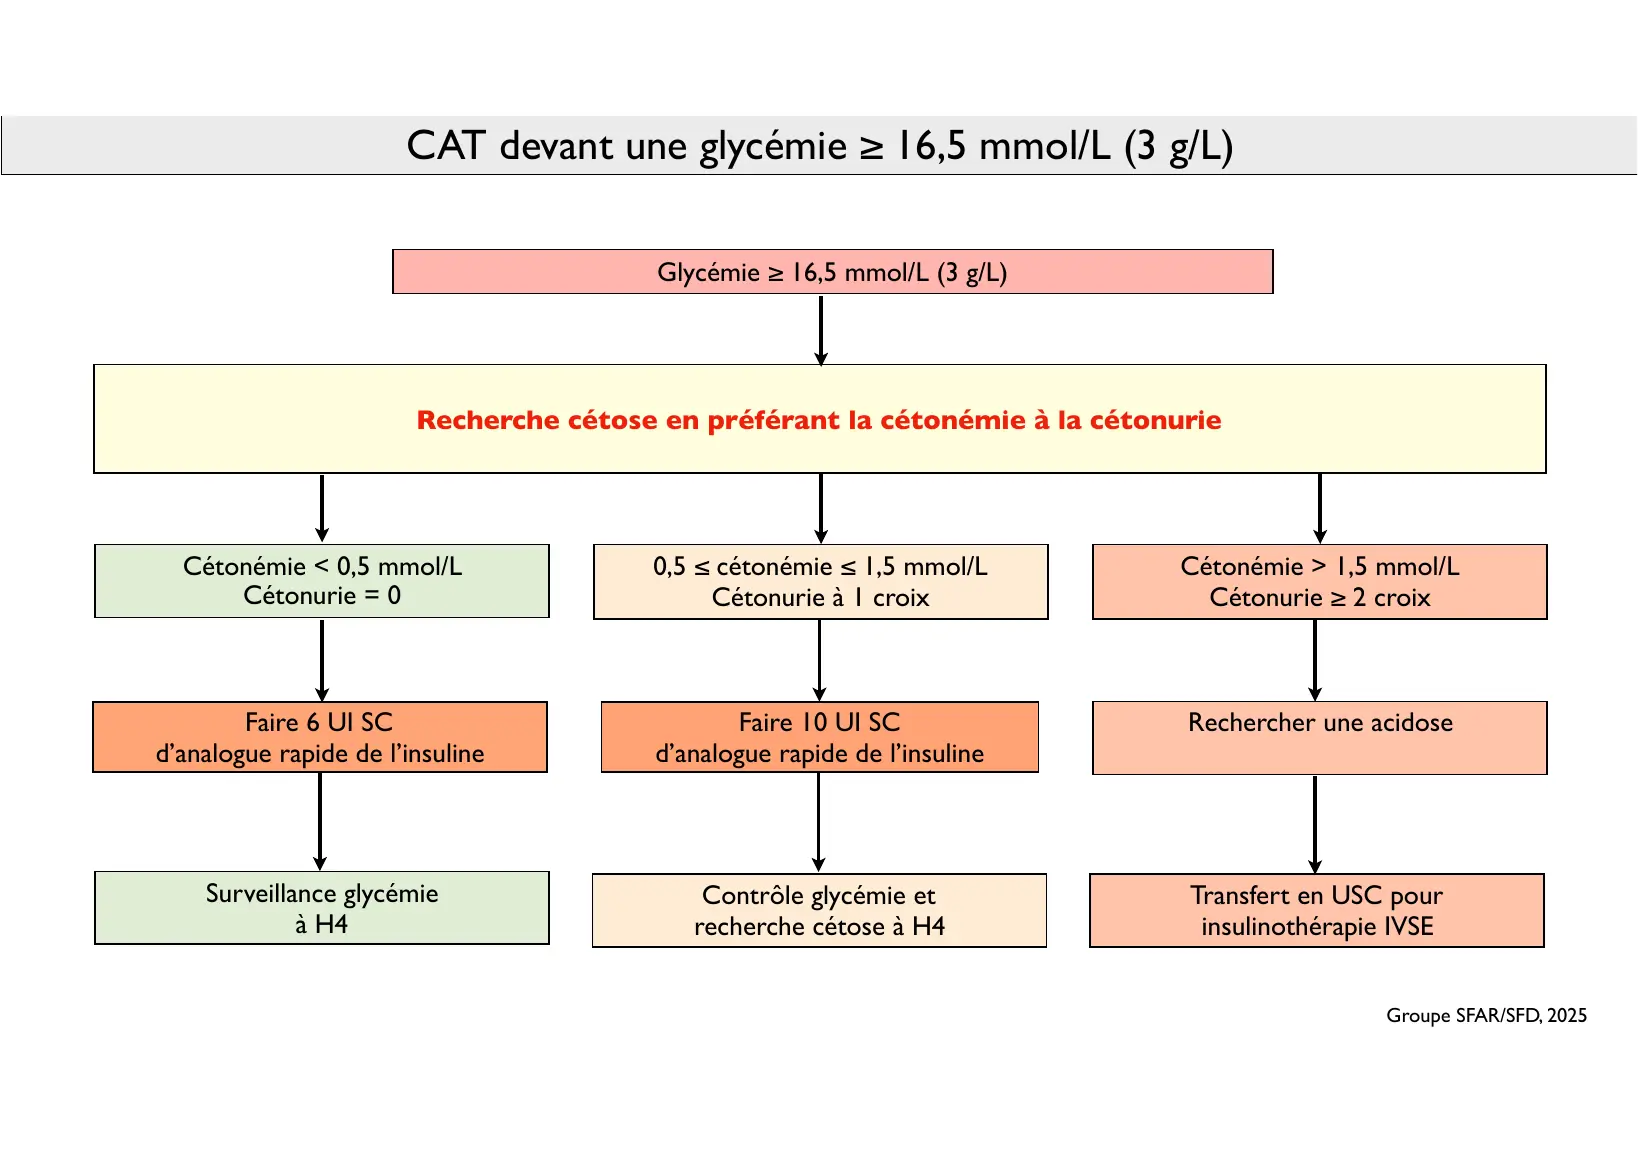 CAT devant une glycémie ≥ 16,5 mmol/L (3 g/L)
Glycémie ≥ 16,5 mmol/L (3 g/L)
Recherche cétose en préférant la cétonémie à la cétonurie
Cétonémie < 0,5 mmol/L
Cétonurie = 0
0,5 ≤ cétonémie ≤ 1,5 mmol/L
Cétonurie à 1 croix
Cétonémie > 1,5 mmol/L
Cétonurie ≥ 2 croix
Faire 6 UI SC
d’analogue rapide de l’insuline
Faire 10 UI SC
d’analogue rapide de l’insuline
Rechercher une acidose
Surveillance glycémie
à H4
Contrôle glycémie et
recherche cétose à H4
Transfert en USC pour
insulinothérapie IVSE
Groupe SFAR/SFD, 2025